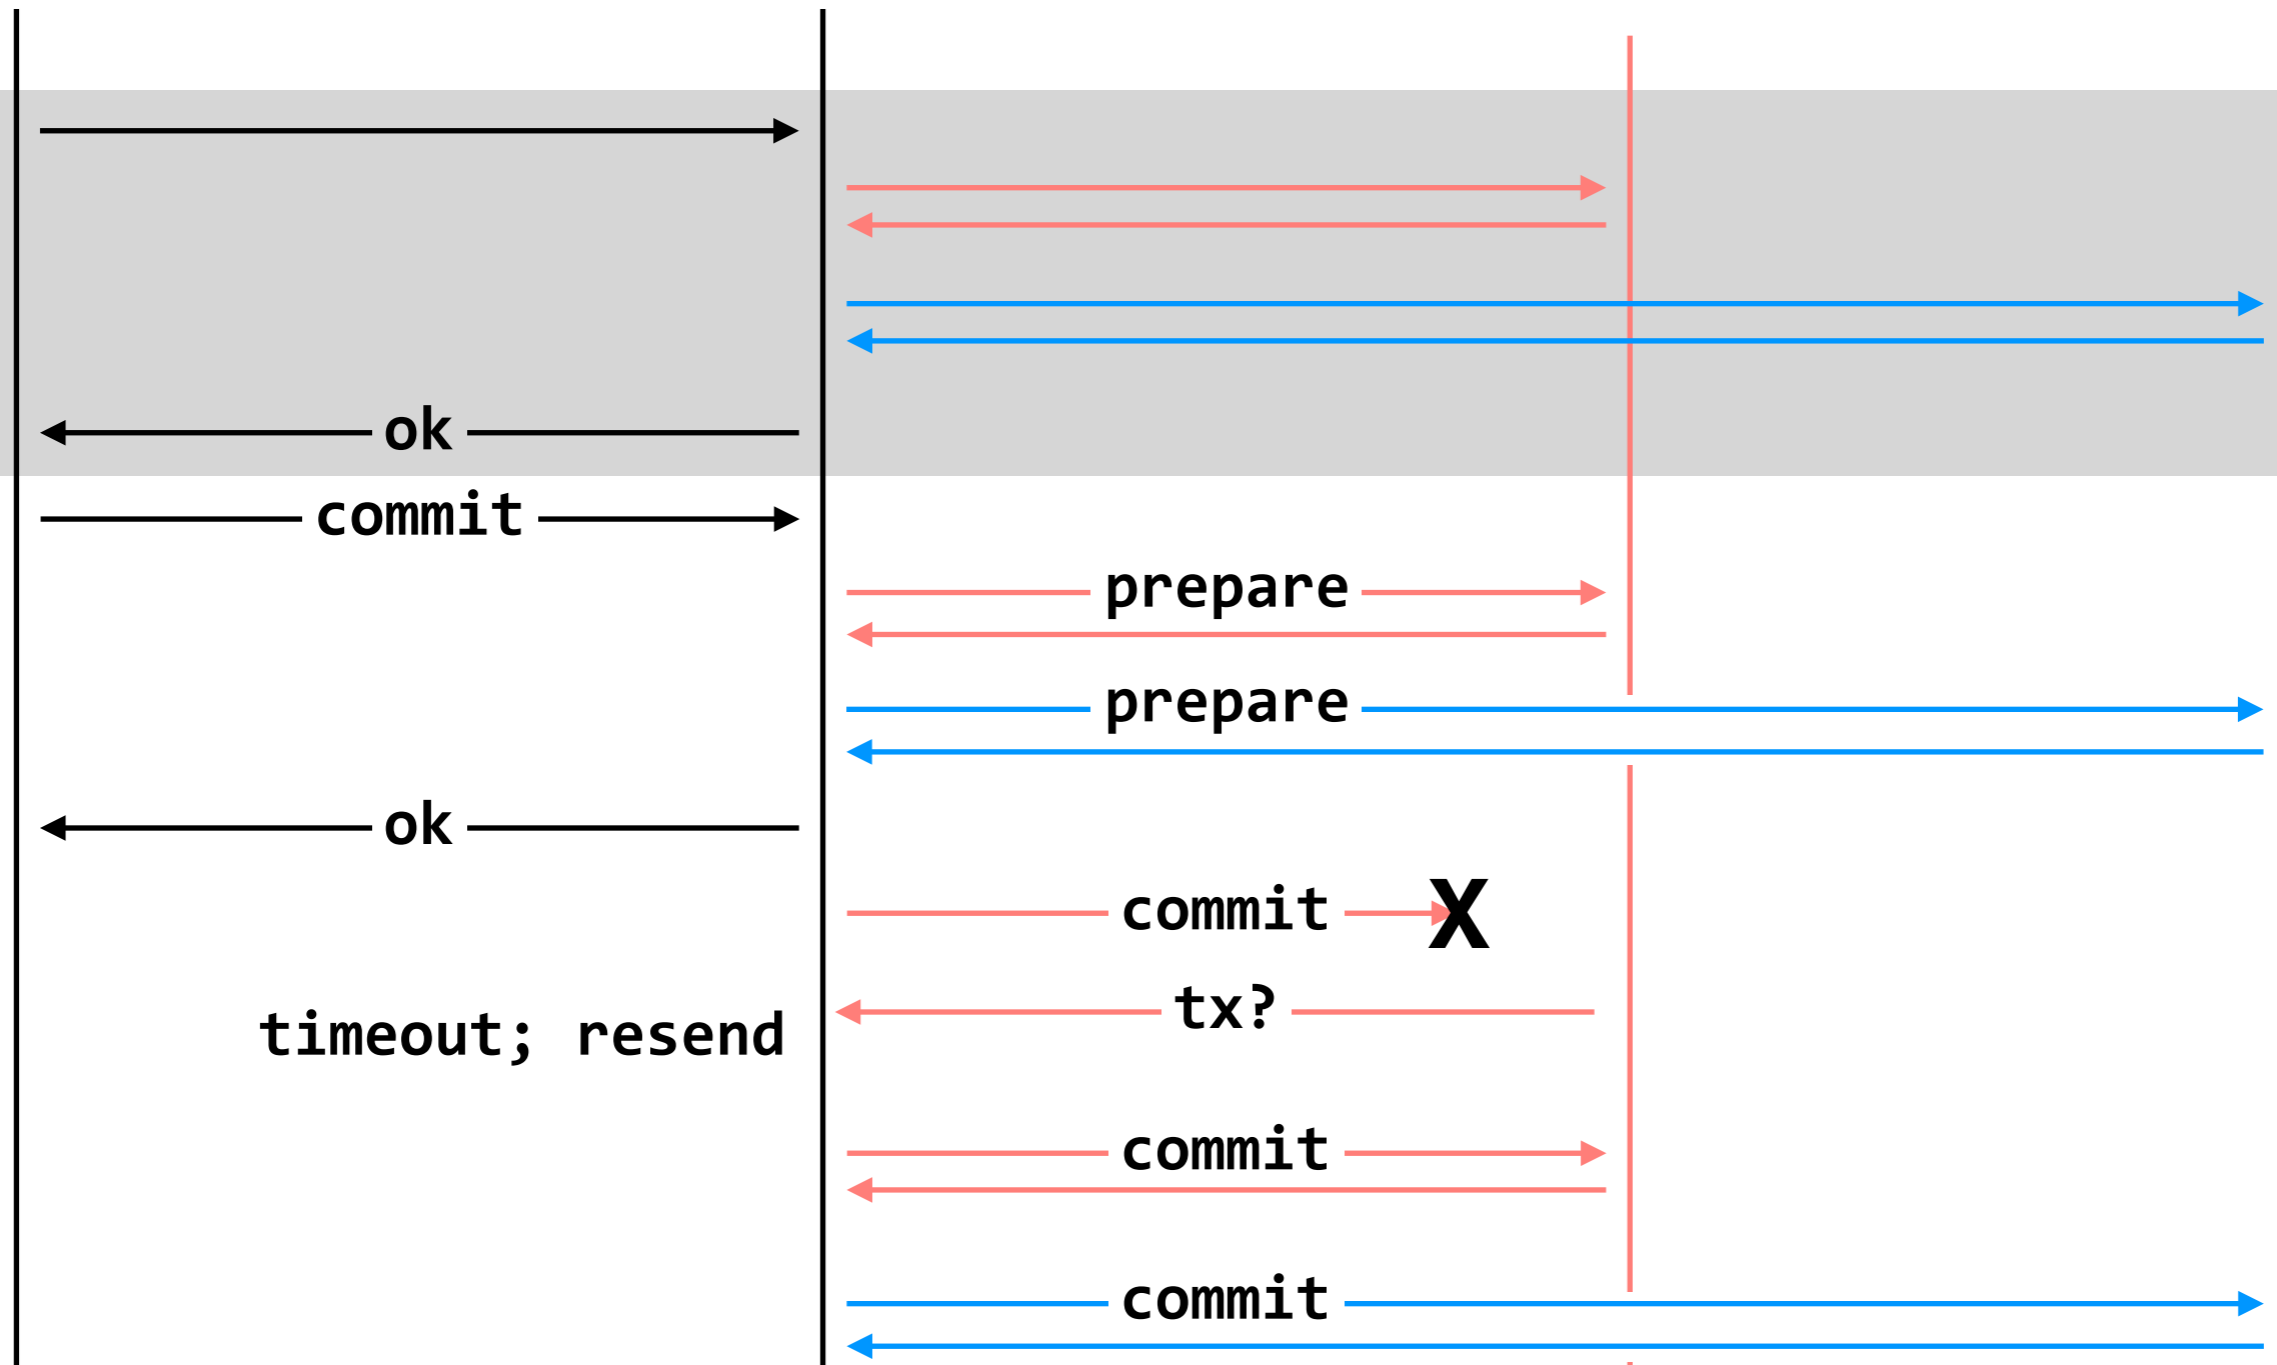 ok
commit
prepare
prepare
ok
commit X
tx?
timeout; resend
commit
commit